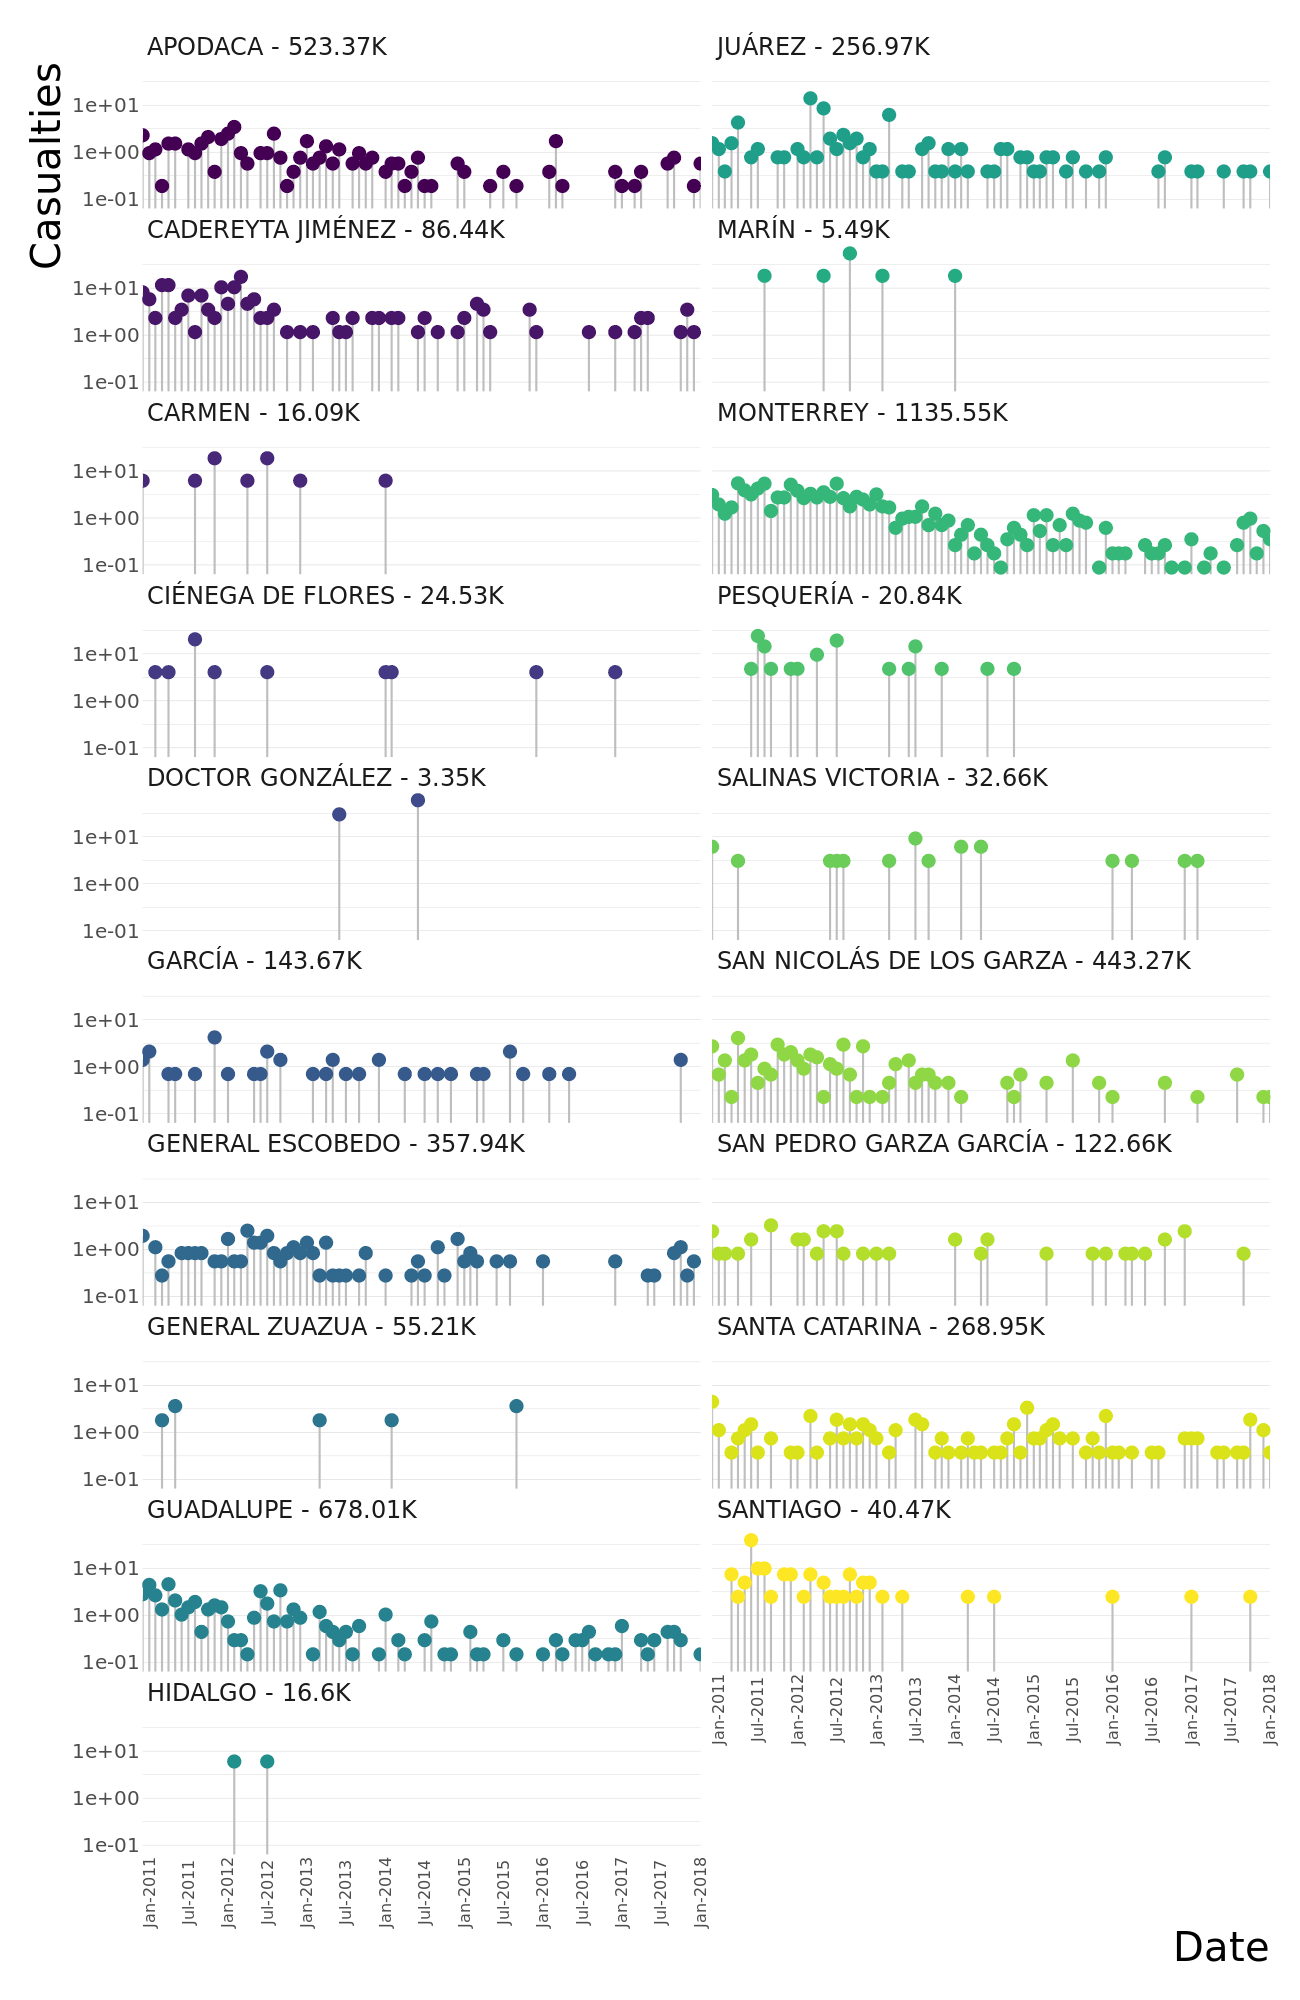 Casualties
APODACA - 523.37K
1e+01
1e+00
1e-01
CADEREYTA JIMÉNEZ - 86.44K
1e+01
1e+00
1e-01
CARMEN - 16.09K
1e+01
1e+00
1e-01
CIÉNEGA DE FLORES - 24.53K
1e+01
1e+00
1e-01
DOCTOR GONZÁLEZ - 3.35K
1e+01
1e+00
1e-01
GARCÍA - 143.67K
1e+01
1e+00
1e-01
GENERAL ESCOBEDO - 357.94K
1e+01
1e+00
1e-01
GENERAL ZUAZUA - 55.21K
1e+01
1e+00
1e-01
GUADALUPE - 678.01K
1e+01
1e+00
1e-01
HIDALGO - 16.6K
1e+01
1e+00
1e-01
Jan-2011
Jul-2011
Jan-2012
Jul-2012
Jan-2013
Jul-2013
Jan-2014
Jul-2014
Jan-2015
Jul-2015
Jan-2016
Jul-2016
Jan-2017
Jul-2017
Jan-2018
JUÁREZ - 256.97K
MARÍN - 5.49K
MONTERREY - 1135.55K
PESQUERÍA - 20.84K
SALINAS VICTORIA - 32.66K
SAN NICOLÁS DE LOS GARZA - 443.27K
SAN PEDRO GARZA GARCÍA - 122.66K
SANTA CATARINA - 268.95K
SANTIAGO - 40.47K
Jan-2011
Jul-2011
Jan-2012
Jul-2012
Jan-2013
Jul-2013
Jan-2014
Jul-2014
Jan-2015
Jul-2015
Jan-2016
Jul-2016
Jan-2017
Jul-2017
Jan-2018
Date